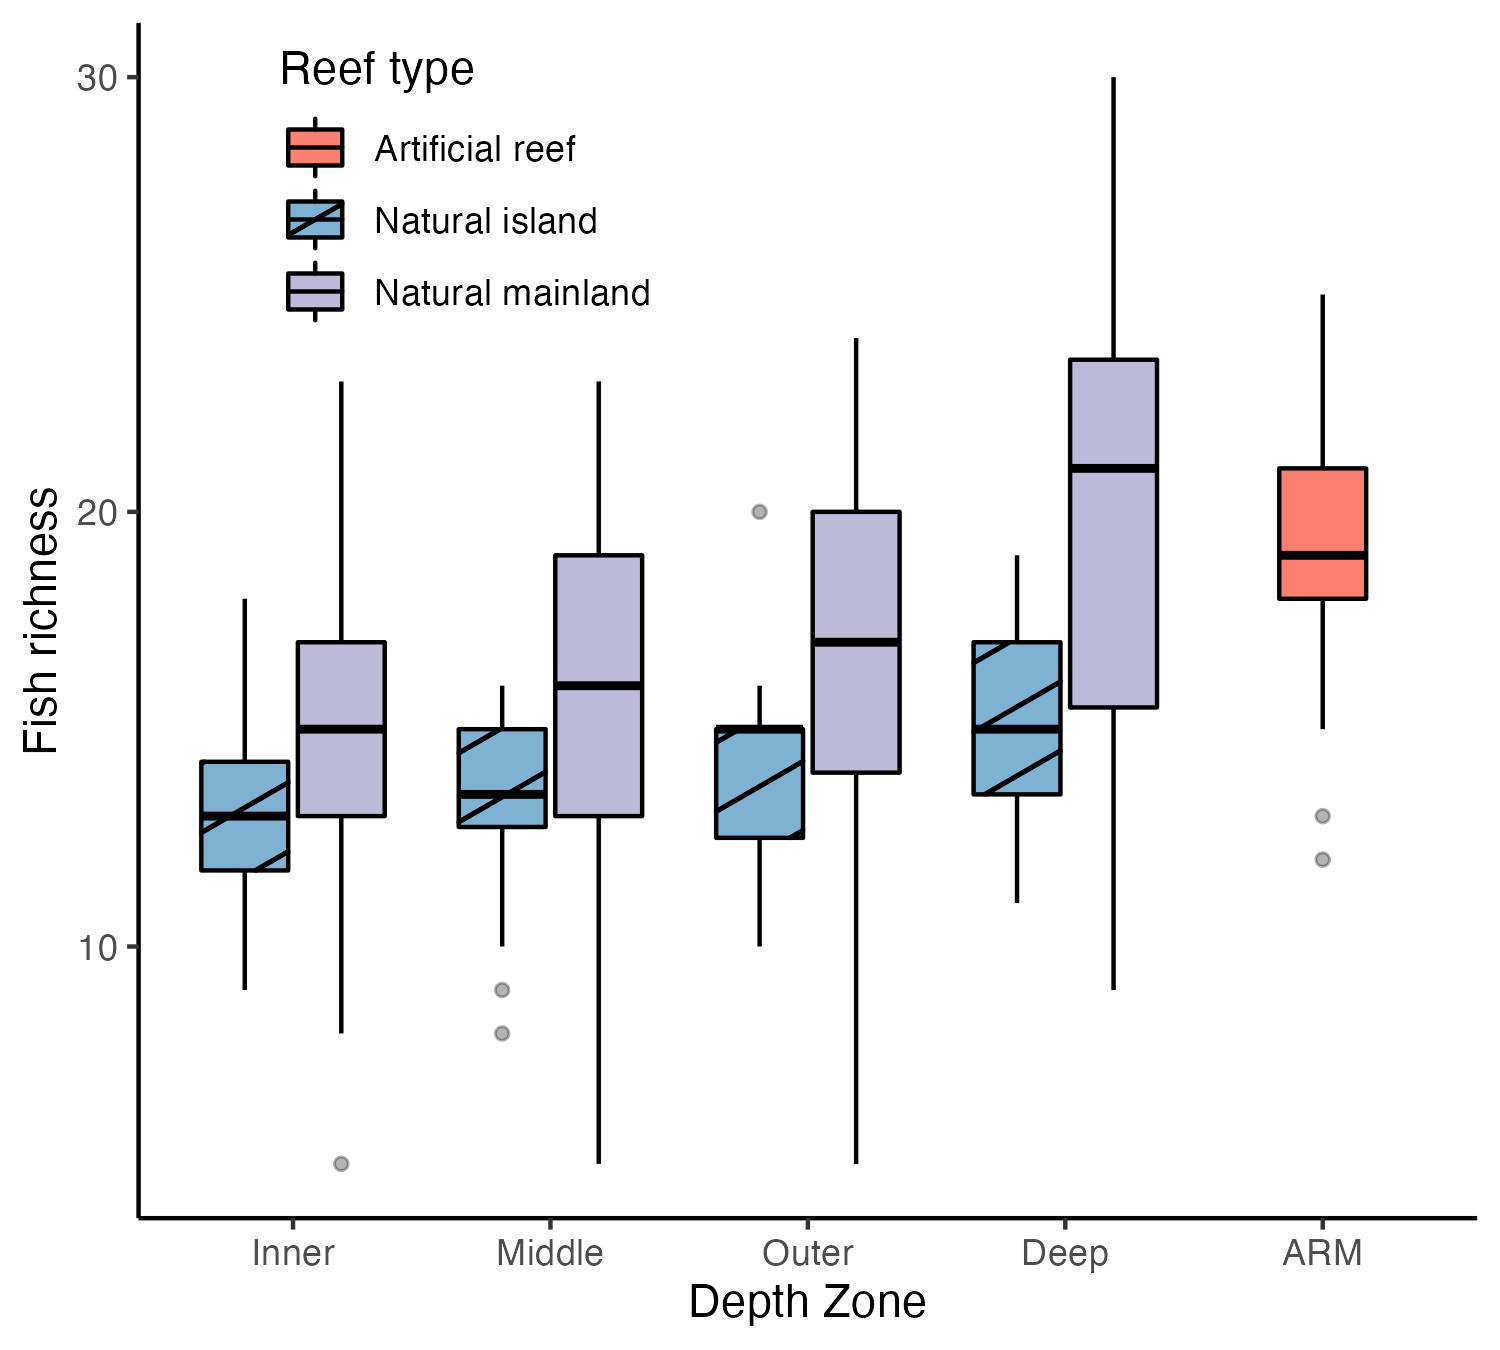 Reef type
Artificial reef
Natural island
Natural mainland
Fish richness
30
20
10
Inner Middle Outer Deep ARM
Depth Zone